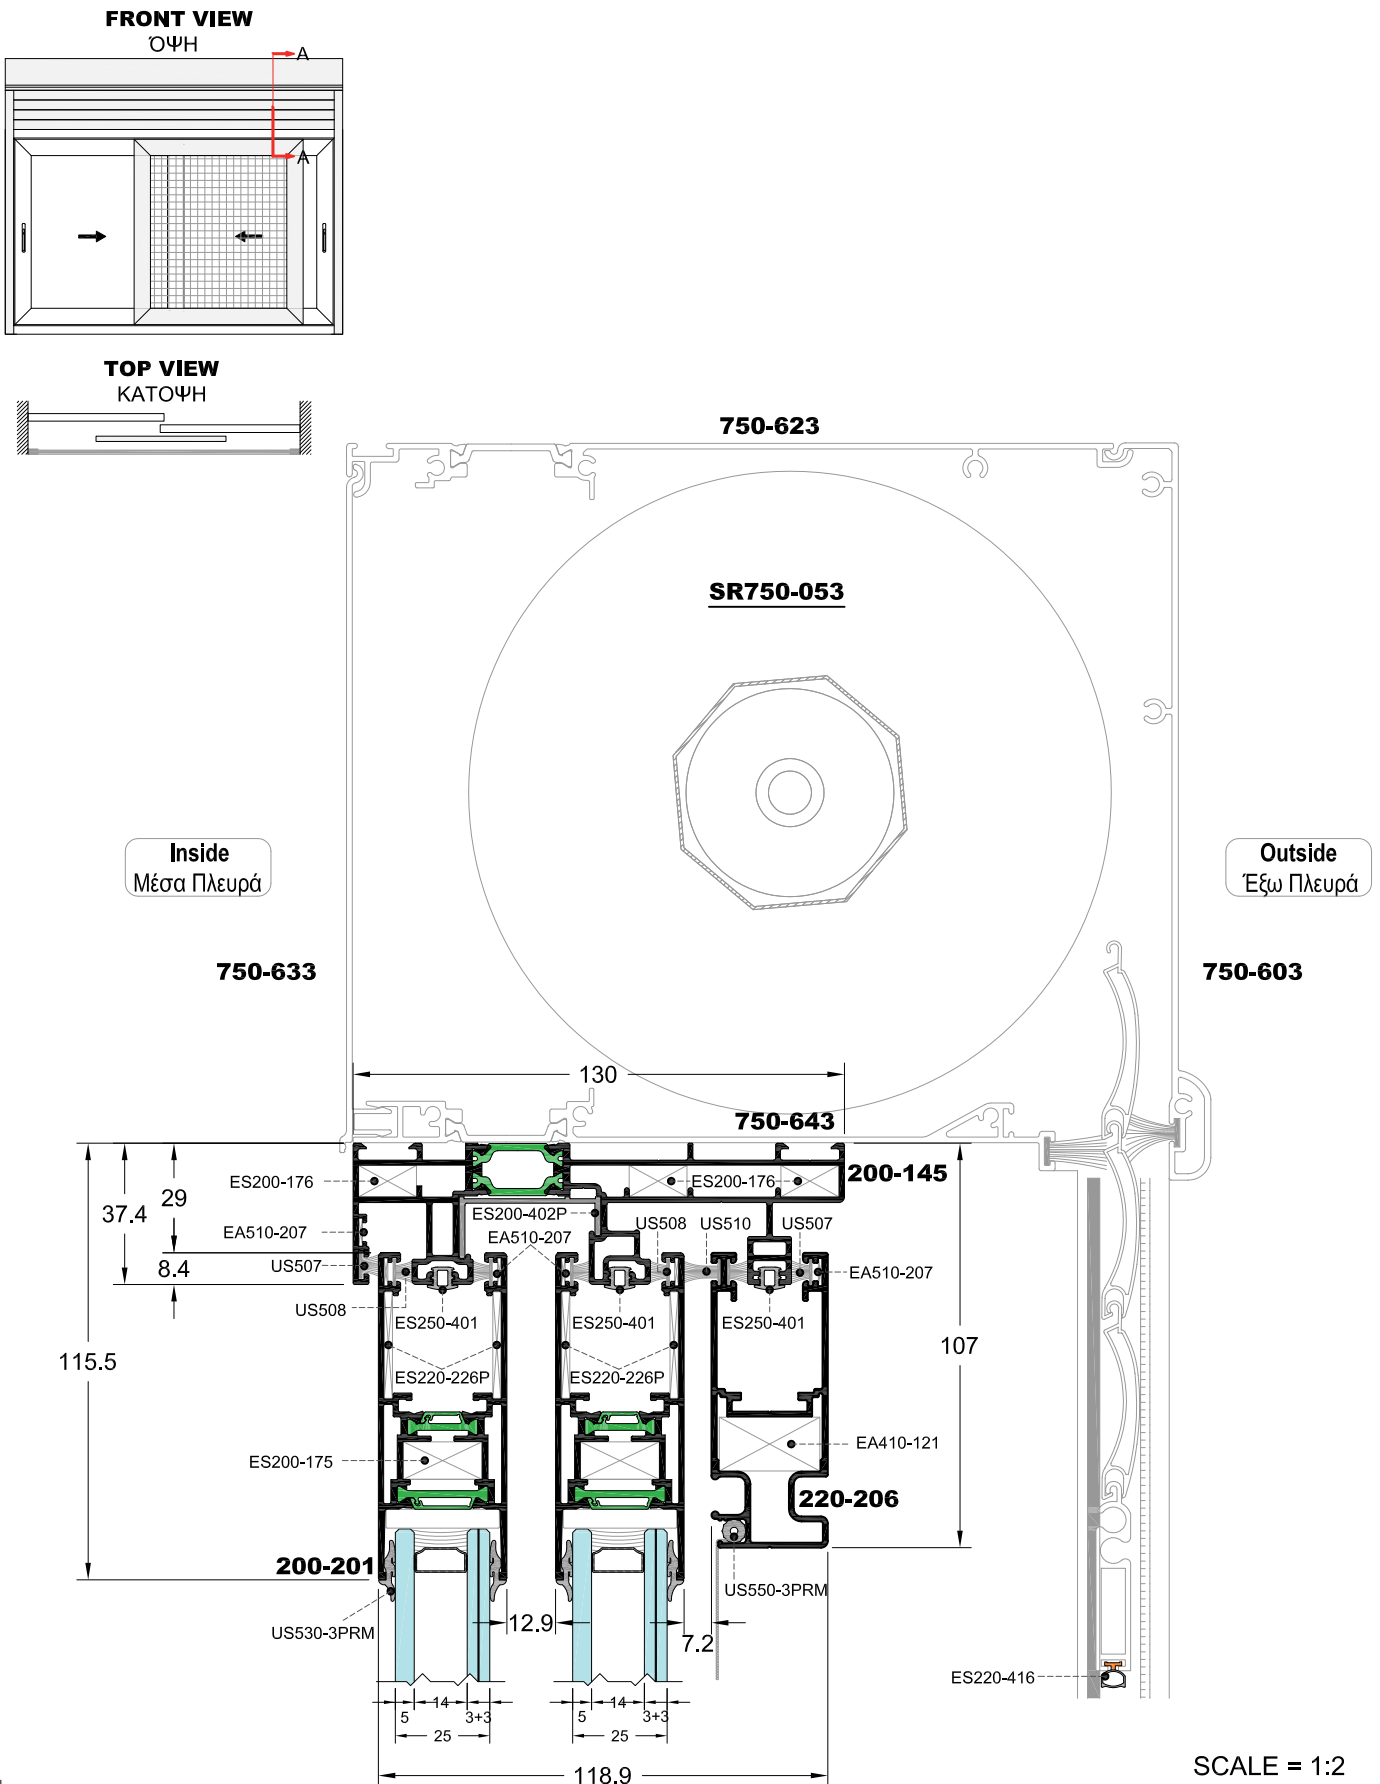 FRONT VIEW
ΌΨΗ
A
A
TOP VIEW
ΚΑΤΟΨΗ
750-623
SR750-053
Inside
Μέσα Πλευρά
Outside
Έξω Πλευρά
750-633
750-603
130
750-643
200-145
ES200-176
ES200-176
29
37.4
ES200-402P
US508
US510
US507
EA510-207
EA510-207
US507
8.4
EA510-207
US508
ES250-401
ES250-401
ES250-401
115.5
107
ES220-226P
ES220-226P
EA410-121
ES200-175
220-206
200-201
US550-3PRM
12.9
US530-3PRM
7.2
ES220-416
14
14
5
3+3
5
3+3
25
25
118.9
SCALE = 1:2